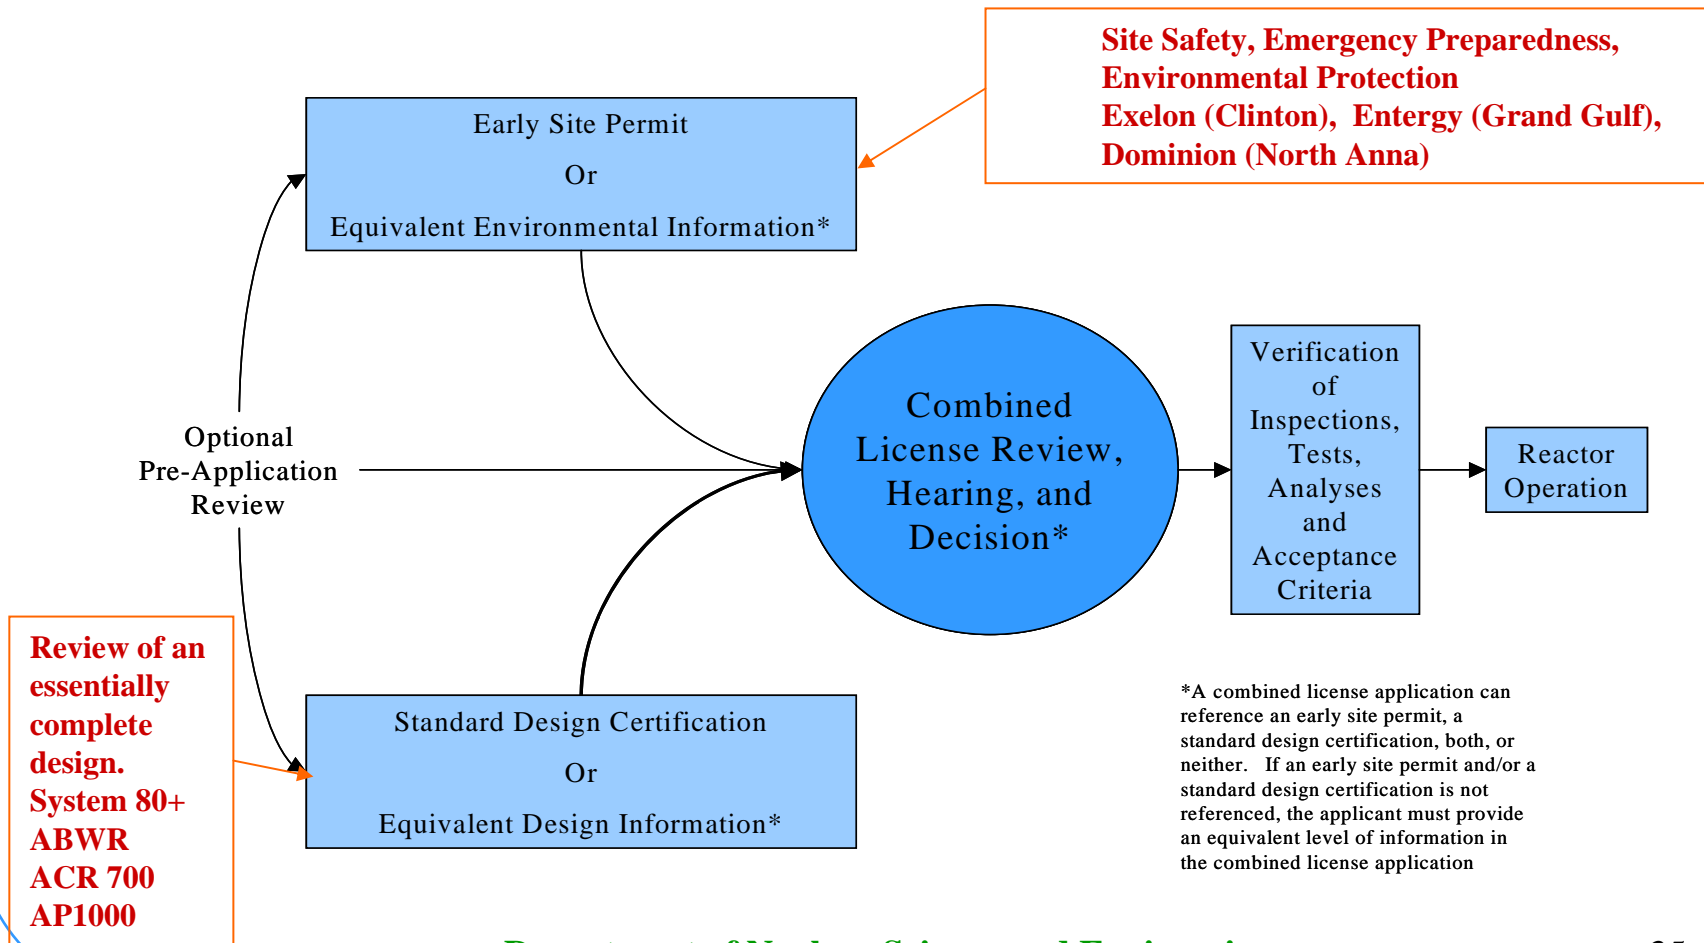 Site Safety, Emergency Preparedness,
Environmental Protection
Exelon (Clinton), Entergy (Grand Gulf),
Dominion (North Anna)
Early Site Permit
Or
Equivalent Environmental Information*
Optional
Pre-Application
Review
Combined
License Review,
Hearing, and
Decision*
Verification
of
Inspections,
Tests,
Analyses
and
Acceptance
Criteria
Reactor
Operation
Review of an
essentially
complete
design.
System 80+
ABWR
ACR 700
AP1000
Standard Design Certification
Or
Equivalent Design Information*
*A combined license application can
reference an early site permit, a
standard design certification, both, or
neither. If an early site permit and/or a
standard design certification is not
referenced, the applicant must provide
an equivalent level of information in
the combined license application